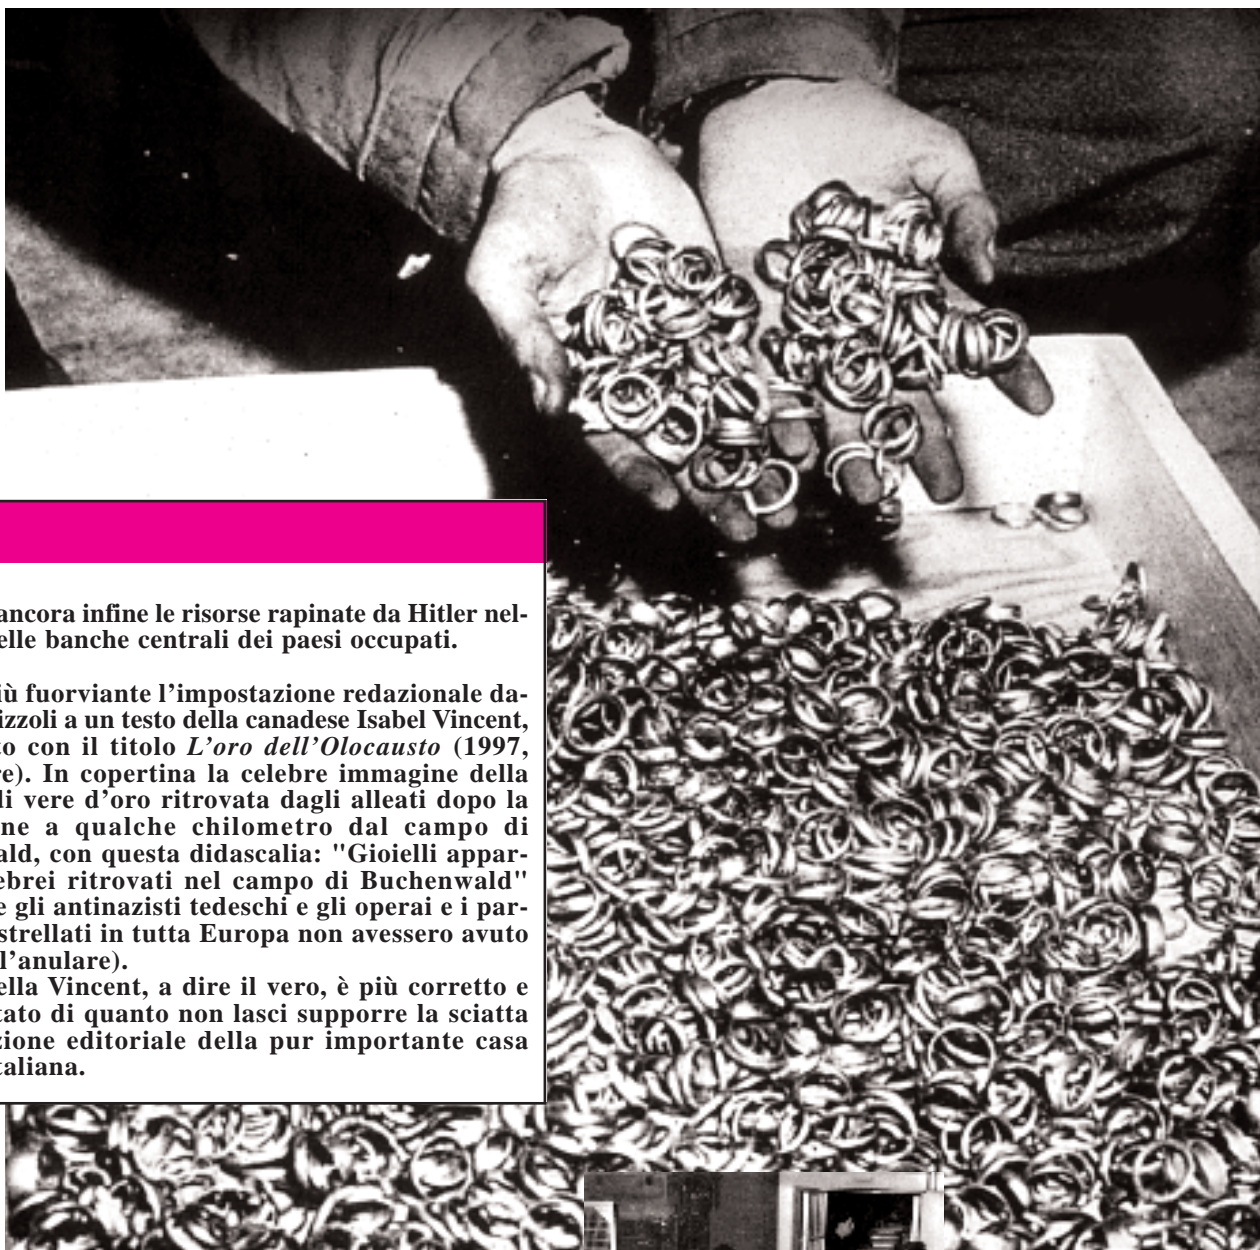 ancora infine le risorse rapinate da Hitler nel-
elle banche centrali dei paesi occupati.
iù fuorviante l'impostazione redazionale da-
izzoli a un testo della canadese Isabel Vincent,
to con il titolo L'oro dell'Olocausto (1997,
re). In copertina la celebre immagine della
di vere d'oro ritrovata dagli alleati dopo la
ne a qualche chilometro dal campo di
ald, con questa didascalia: "Gioielli appar-
ebrei ritrovati nel campo di Buchenwald"
e gli antinazisti tedeschi e gli operai e i par-
strellati in tutta Europa non avessero avuto
l'anulare).
ella Vincent, a dire il vero, è più corretto e
tato di quanto non lasci supporre la sciatta
zione editoriale della pur importante casa
taliana.